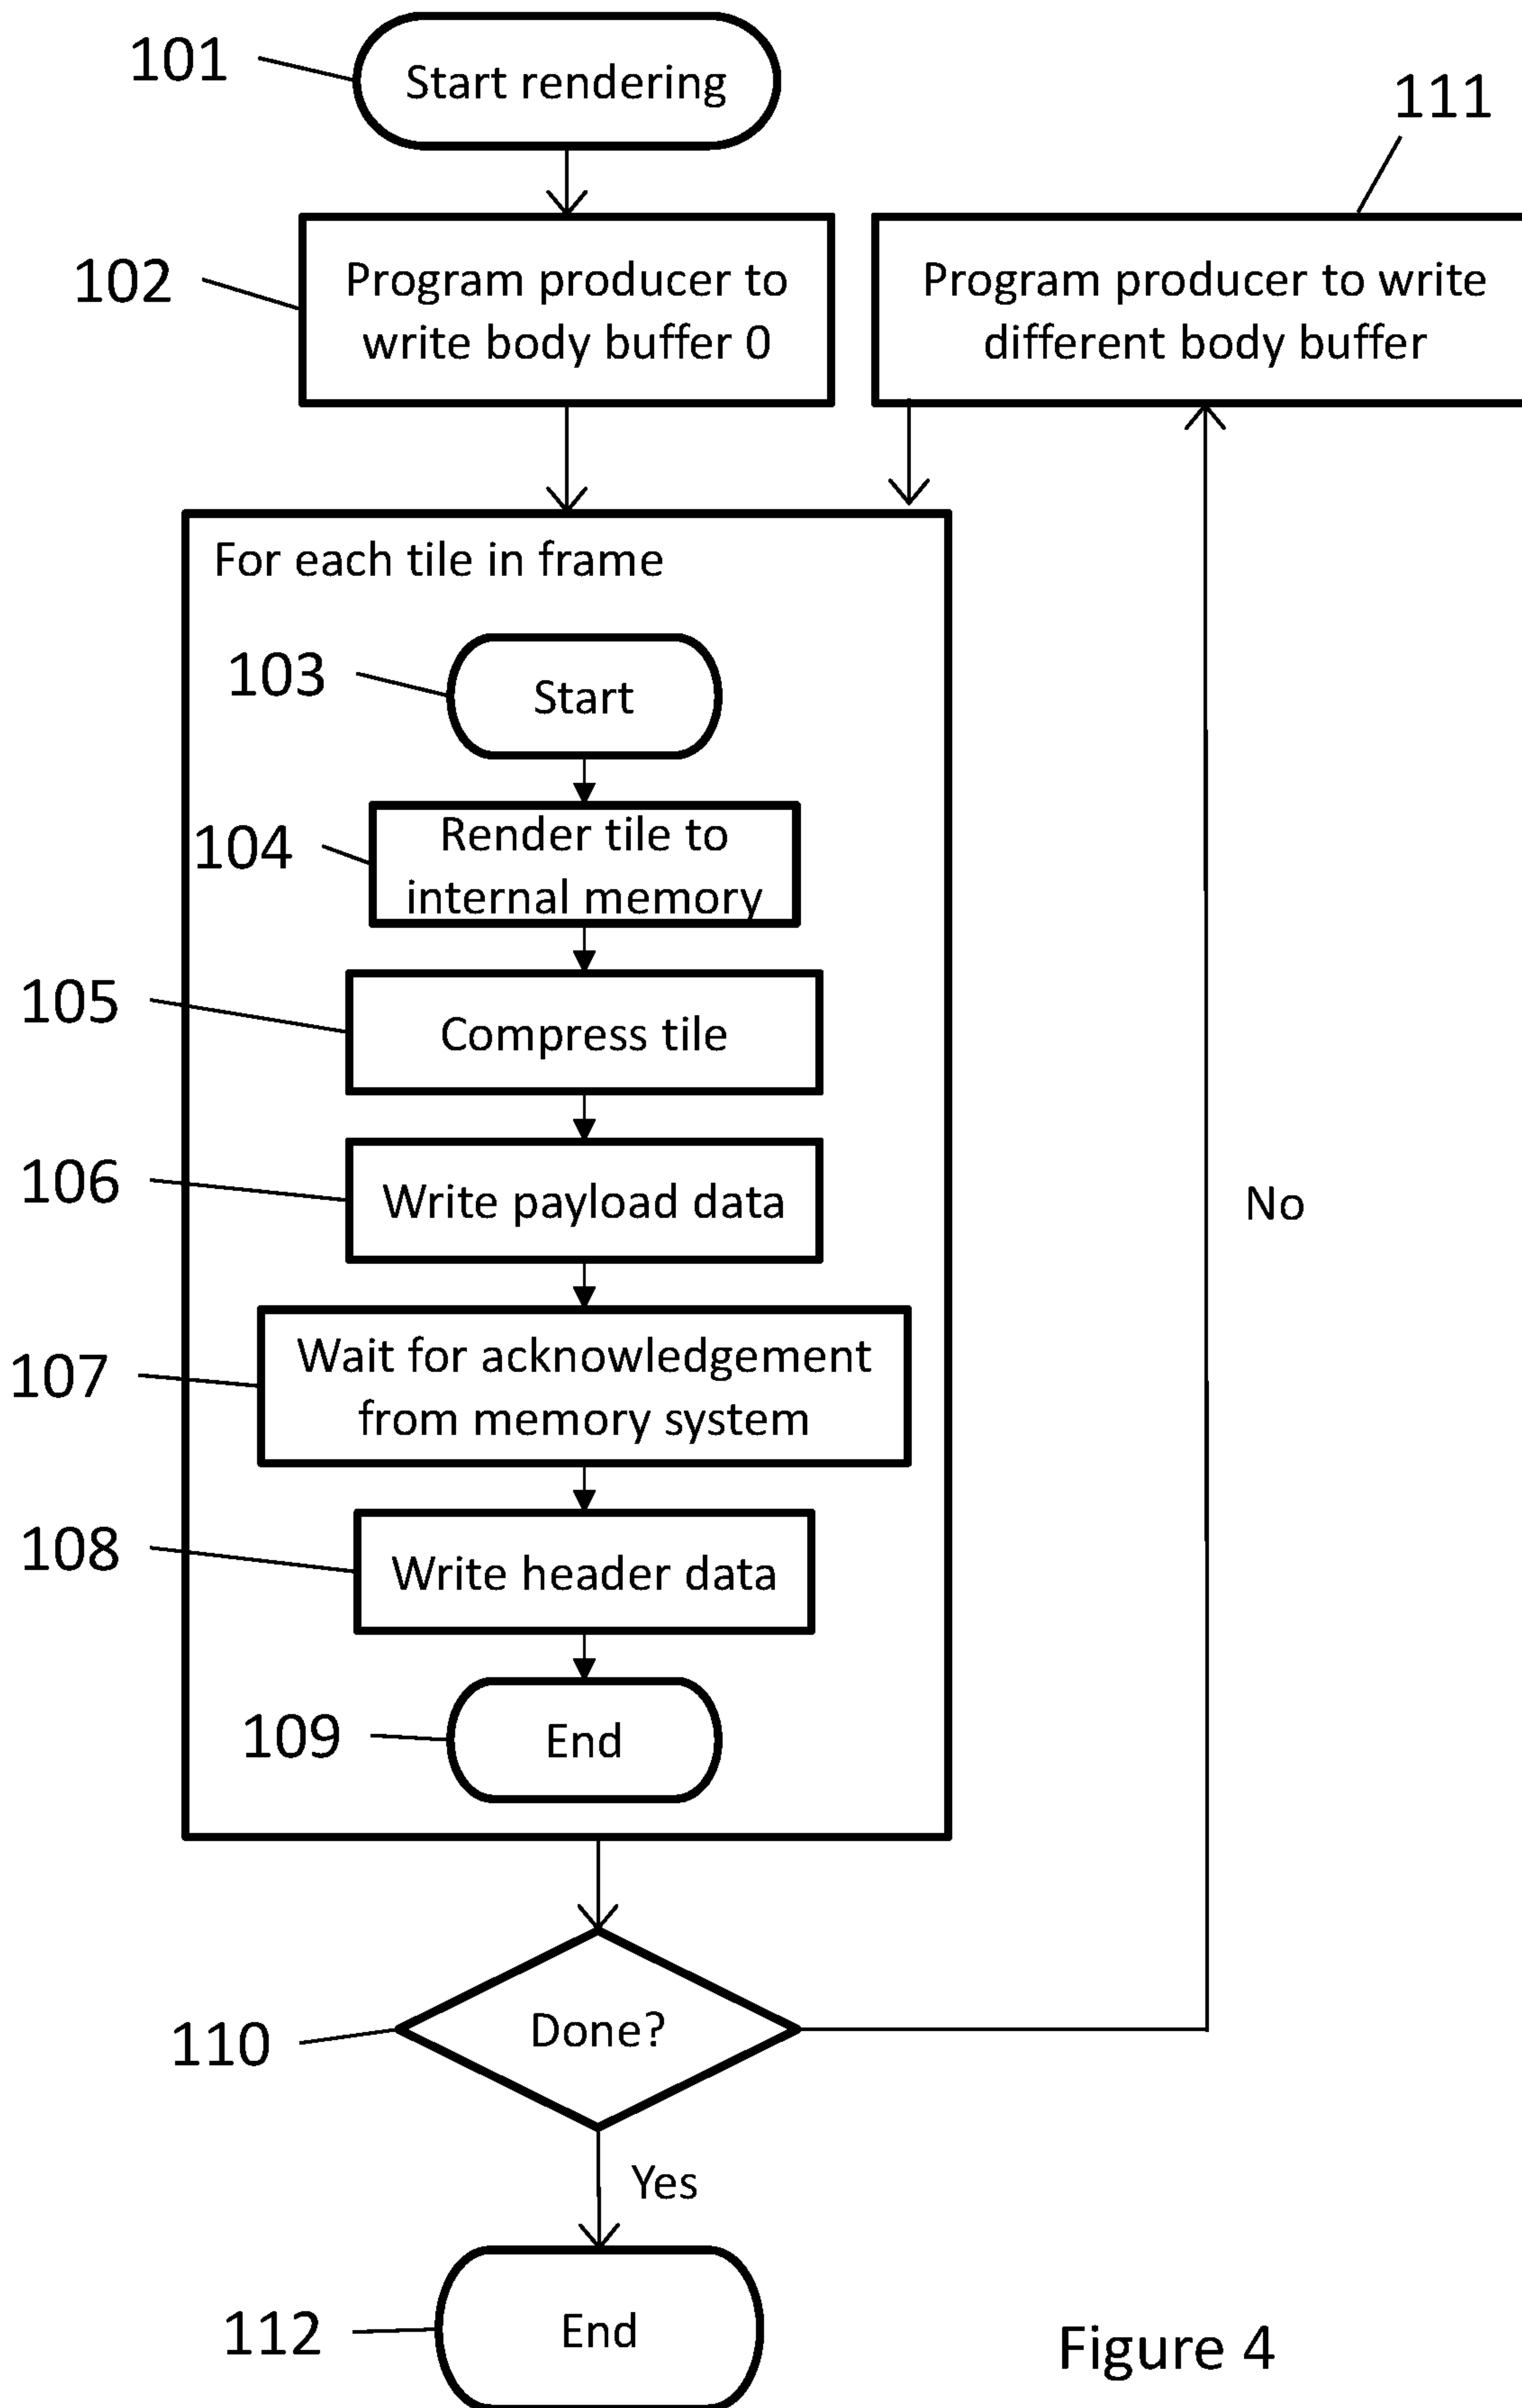 101
Start rendering
111
102
Program producer to
write body buffer 0
Program producer to write
different body buffer
For each tile in frame
103
Start
104
Render tile to
internal memory
105
Compress tile
106
Write payload data
No
107
Wait for acknowledgement
from memory system
108
Write header data
109
End
110
Done?
Yes
112
End
Figure 4